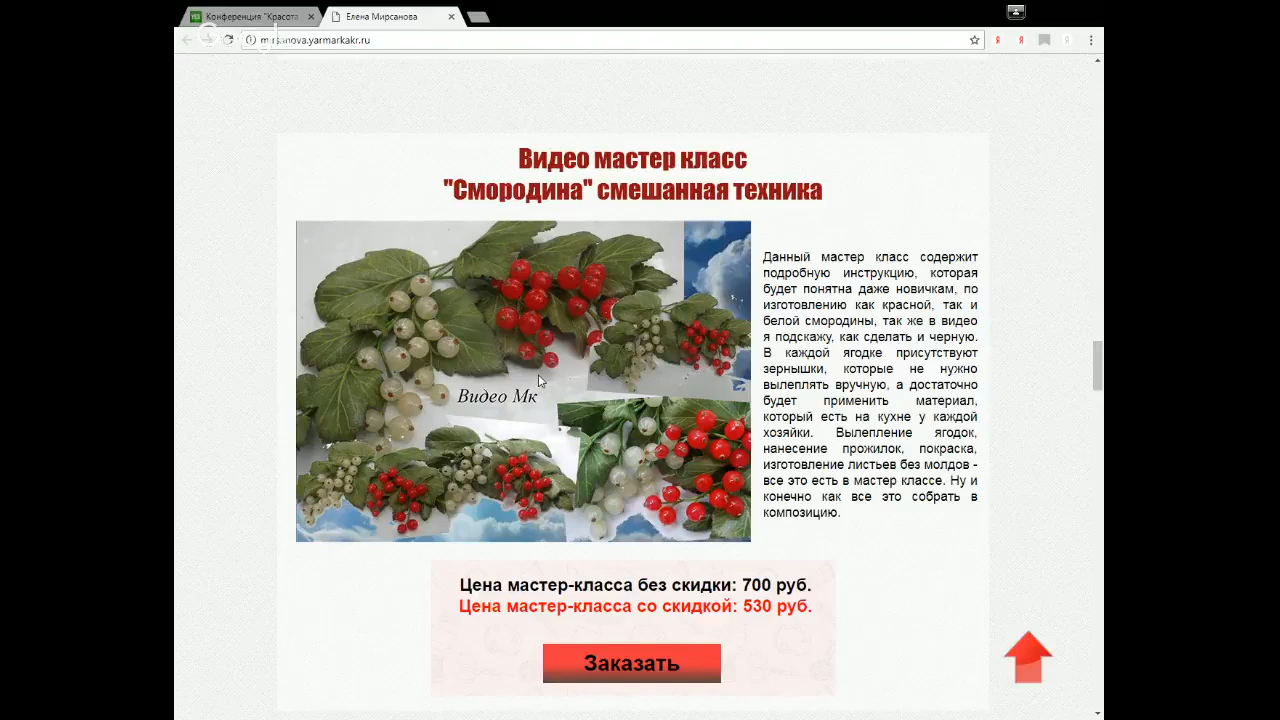 Конференция "Красота
Елена Мирсанова
mirsanova.yarmarkakr.ru
Видео мастер класс
"Смородина" смешанная техника
Видео Мк
Данный мастер класс содержит
подробную инструкцию, которая
будет понятна даже новичкам, по
изготовлению как красной, так и
белой смородины, так же в видео
я подскажу, как сделать и черную.
В каждой ягодке присутствуют
зернышки, которые не нужно
вылеплять вручную, а достаточно
будет применить материал,
который есть на кухне у каждой
хозяйки. Вылепление ягодок,
нанесение прожилок, покраска,
изготовление листьев без молдов -
все это есть в мастер классе. Ну и
конечно как все это собрать в
композицию.
Цена мастер-класса без скидки: 700 руб.
Цена мастер-класса со скидкой: 530 руб.
Заказать